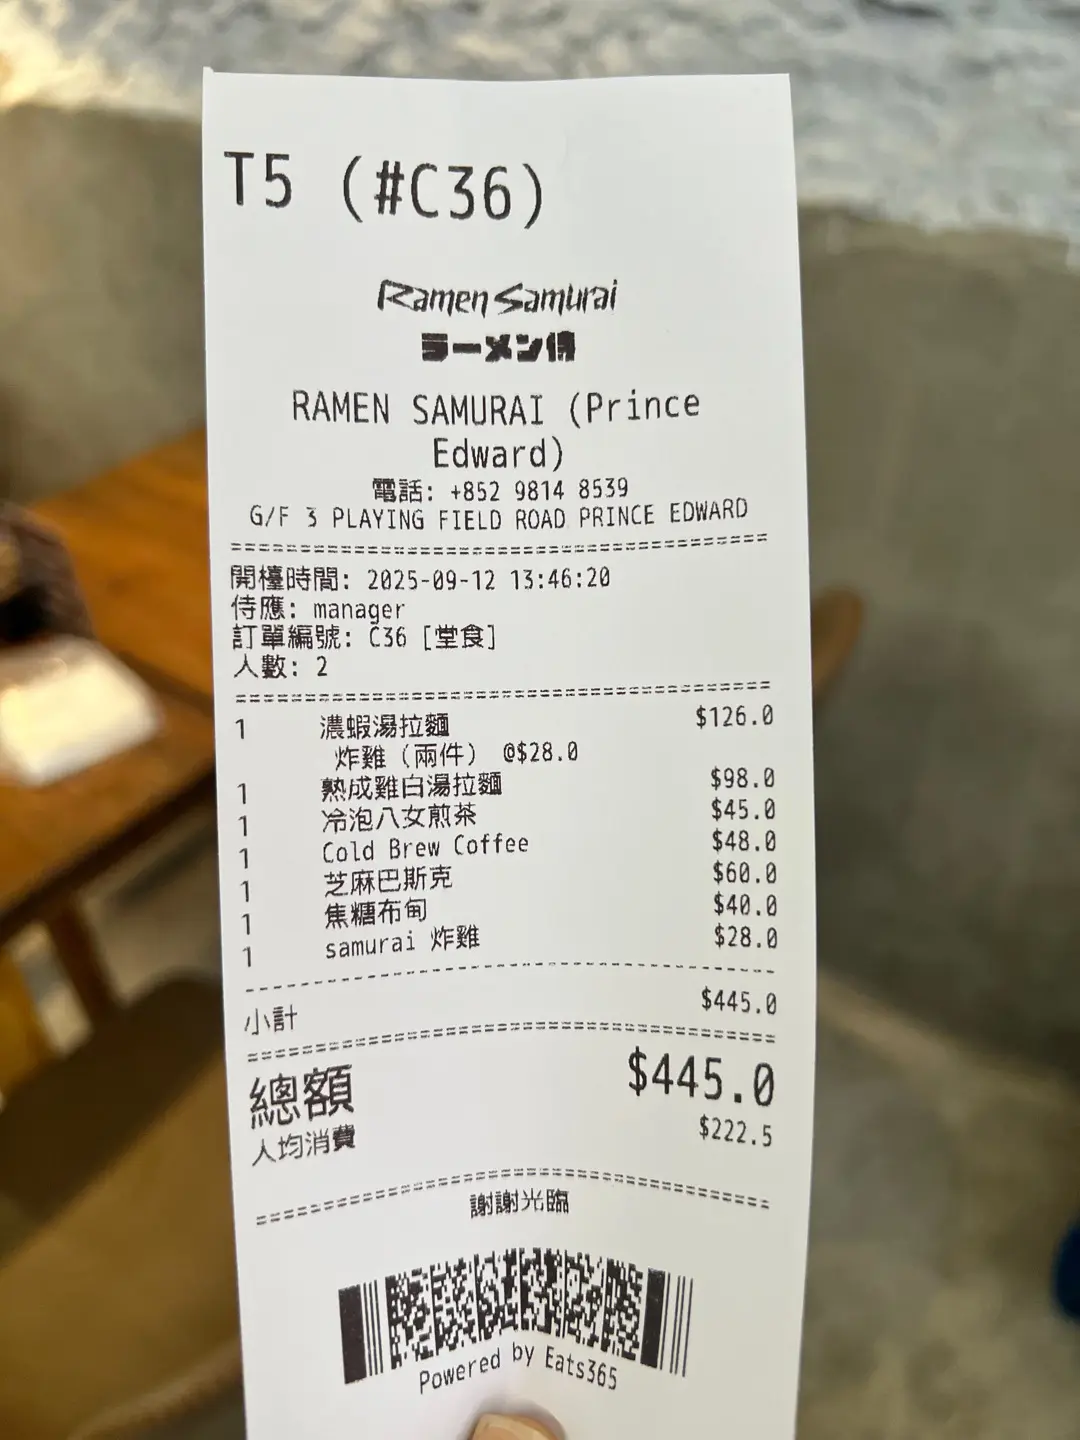 T5 (#C36)
Ramen Samurai
ラーメン侍
RAMEN SAMURAI (Prince
Edward)
電話: +852 9814 8539
G/F 3 PLAYING FIELD ROAD PRINCE EDWARD
開檯時間: 2025-09-12 13:46:20
侍應: manager
訂單編號: C36 [堂食]
人數: 2
1 濃蝦湯拉麵 $126.0
炸雞（兩件） @$28.0
1 熟成雞白湯拉麵 $98.0
1 冷泡八女煎茶 $45.0
1 Cold Brew Coffee $48.0
1 芝麻巴斯克 $60.0
1 焦糖布甸 $40.0
1 samurai 炸雞 $28.0
小計 $445.0
總額 $445.0
人均消費 $222.5
謝謝光臨
Powered by Eats365